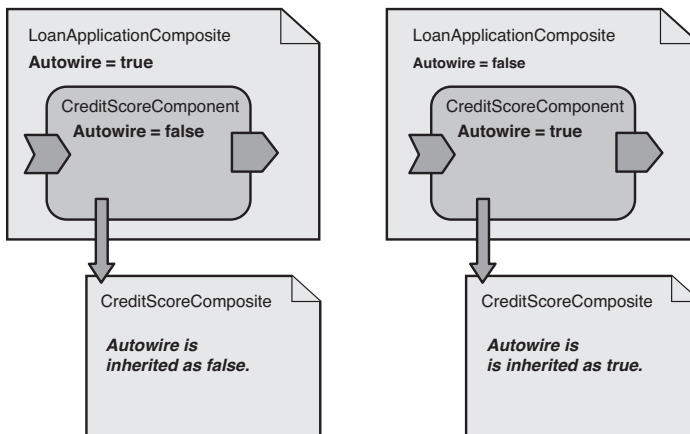 LoanApplicationComposite
Autowire = true
CreditScoreComponent
Autowire = false
CreditScoreComposite
Autowire is
inherited as false.
LoanApplicationComposite
Autowire = false
CreditScoreComponent
Autowire = true
CreditScoreComposite
Autowire is
is inherited as true.